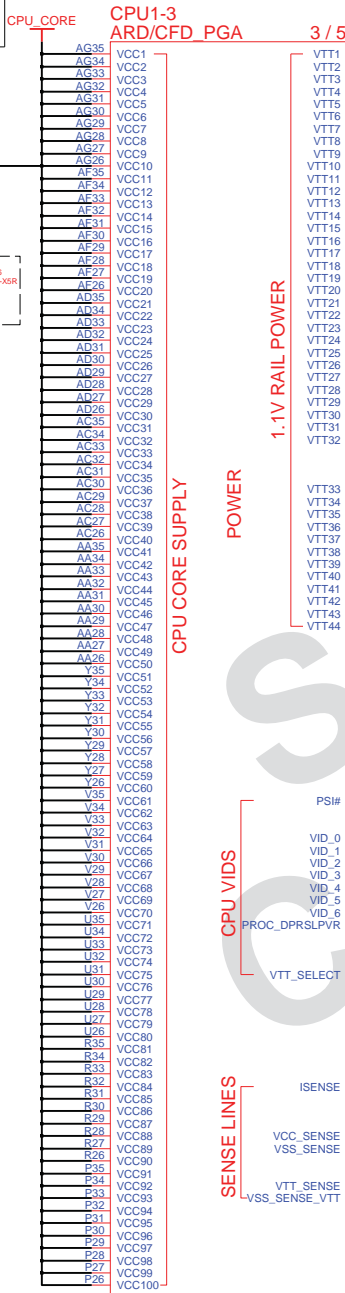 CPU_CORE
CPU1-3
ARD/CFD_PGA 3 / 5
-X5R
AG35 VCC1
AG34 VCC2
AG33 VCC3
AG32 VCC4
AG31 VCC5
AG30 VCC6
AG29 VCC7
AG28 VCC8
AG27 VCC9
AG26 VCC10
AF35 VCC11
AF34 VCC12
AF33 VCC13
AF32 VCC14
AF31 VCC15
AF30 VCC16
AF29 VCC17
AF28 VCC18
AF27 VCC19
AF26 VCC20
AD35 VCC21
AD34 VCC22
AD33 VCC23
AD32 VCC24
AD31 VCC25
AD30 VCC26
AD29 VCC27
AD28 VCC28
AD27 VCC29
AD26 VCC30
AC35 VCC31
AC34 VCC32
AC33 VCC33
AC32 VCC34
AC31 VCC35
AC30 VCC36
AC29 VCC37
AC28 VCC38
AC27 VCC39
AC26 VCC40
AA35 VCC41
AA34 VCC42
AA33 VCC43
AA32 VCC44
AA31 VCC45
AA30 VCC46
AA29 VCC47
AA28 VCC48
AA27 VCC49
AA26 VCC50
Y35 VCC51
Y34 VCC52
Y33 VCC53
Y32 VCC54
Y31 VCC55
Y30 VCC56
Y29 VCC57
Y28 VCC58
Y27 VCC59
Y26 VCC60
V35 VCC61
V34 VCC62
V33 VCC63
V32 VCC64
V31 VCC65
V30 VCC66
V29 VCC67
V28 VCC68
V27 VCC69
V26 VCC70
U35 VCC71
U34 VCC72
U33 VCC73
U32 VCC74
U31 VCC75
U30 VCC76
U29 VCC77
U28 VCC78
U27 VCC79
U26 VCC80
R35 VCC81
R34 VCC82
R33 VCC83
R32 VCC84
R31 VCC85
R30 VCC86
R29 VCC87
R28 VCC88
R27 VCC89
R26 VCC90
P35 VCC91
P34 VCC92
P33 VCC93
P32 VCC94
P31 VCC95
P30 VCC96
P29 VCC97
P28 VCC98
P27 VCC99
P26 VCC100
CPU CORE SUPPLY
POWER
1.1V RAIL POWER
VTT1
VTT2
VTT3
VTT4
VTT5
VTT6
VTT7
VTT8
VTT9
VTT10
VTT11
VTT12
VTT13
VTT14
VTT15
VTT16
VTT17
VTT18
VTT19
VTT20
VTT21
VTT22
VTT23
VTT24
VTT25
VTT26
VTT27
VTT28
VTT29
VTT30
VTT31
VTT32
VTT33
VTT34
VTT35
VTT36
VTT37
VTT38
VTT39
VTT40
VTT41
VTT42
VTT43
VTT44
S
C
CPU VIDS
PSI#
VID_0
VID_1
VID_2
VID_3
VID_4
VID_5
VID_6
PROC_DPRSLPVR
VTT_SELECT
SENSE LINES
ISENSE
VCC_SENSE
VSS_SENSE
VTT_SENSE
VSS_SENSE_VTT